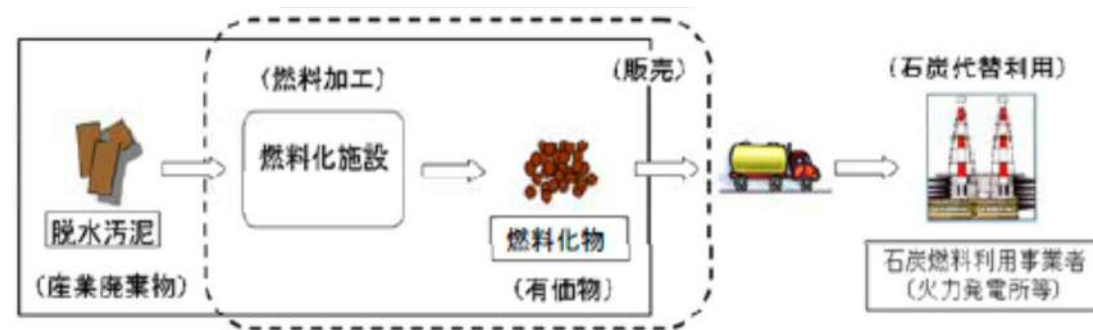 (燃料加工)
(販売)
(石炭代替利用)
燃料化施設
脱水汚泥
燃料化物
(産業廃棄物)
(有価物)
石炭燃料利用事業者
(火力発電所等)